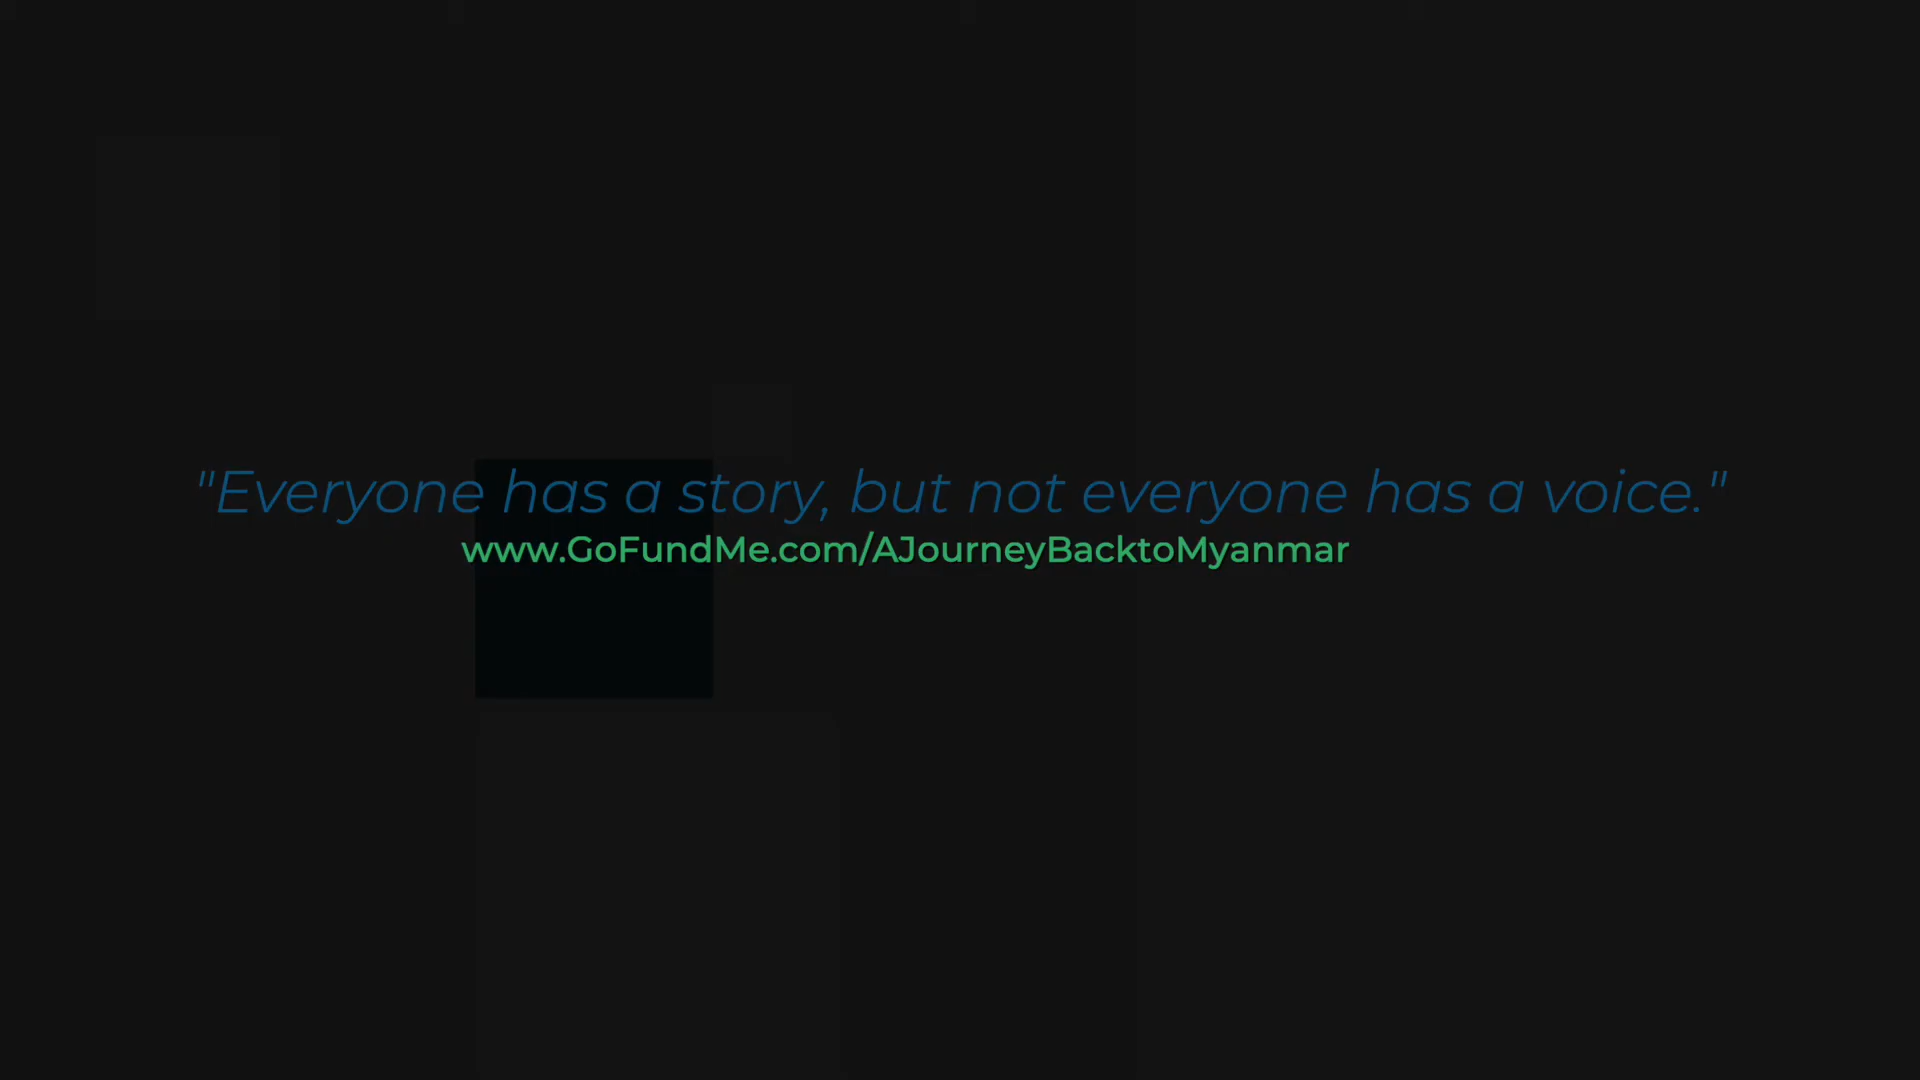 "Everyone has a story, but not everyone has a voice."
www.GoFundMe.com/AJourneyBacktoMyanmar